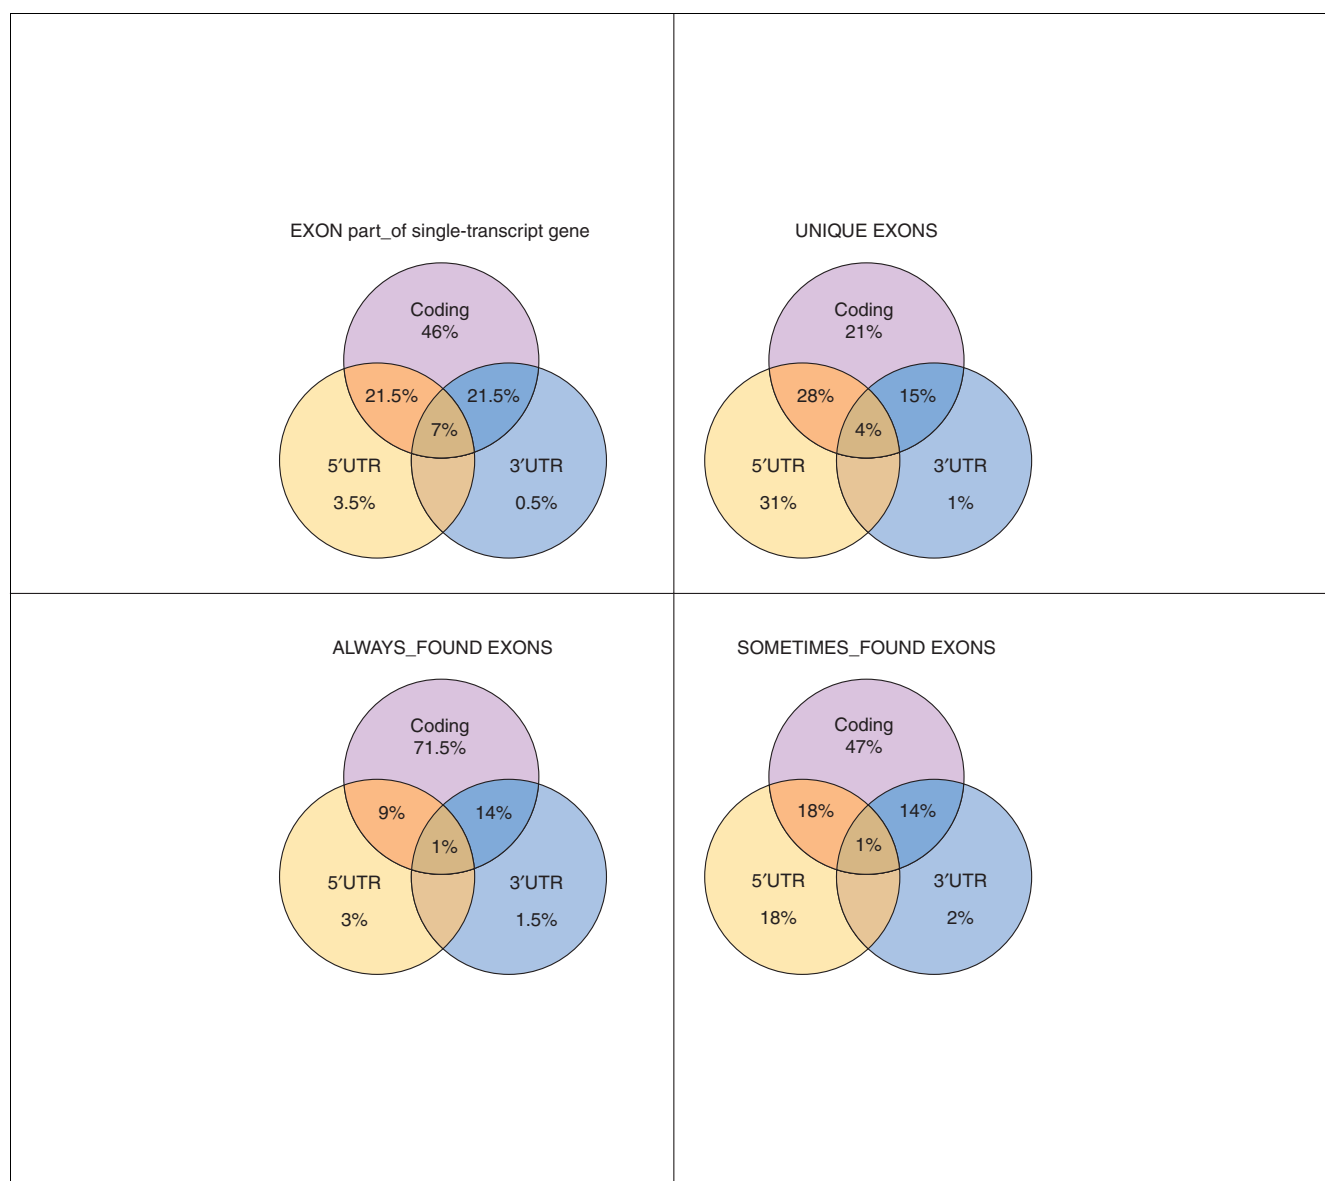 EXON part_of single-transcript gene
Coding
46%
21.5% 21.5%
7%
5′UTR 3′UTR
3.5% 0.5%
UNIQUE EXONS
Coding
21%
28% 15%
4%
5′UTR 3′UTR
31% 1%
ALWAYS_FOUND EXONS
Coding
71.5%
9% 14%
1%
5′UTR 3′UTR
3% 1.5%
SOMETIMES_FOUND EXONS
Coding
47%
18% 14%
1%
5′UTR 3′UTR
18% 2%